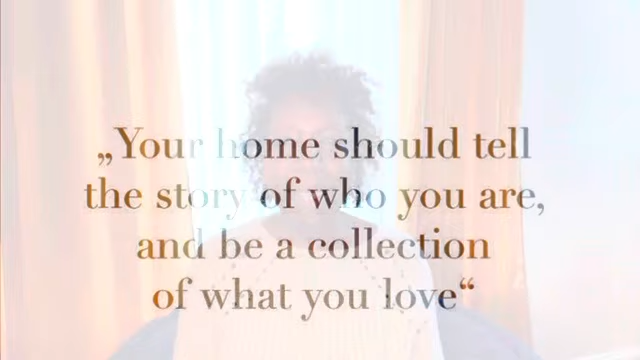 „Your home should tell
the story of who you are,
and be a collection
of what you love“